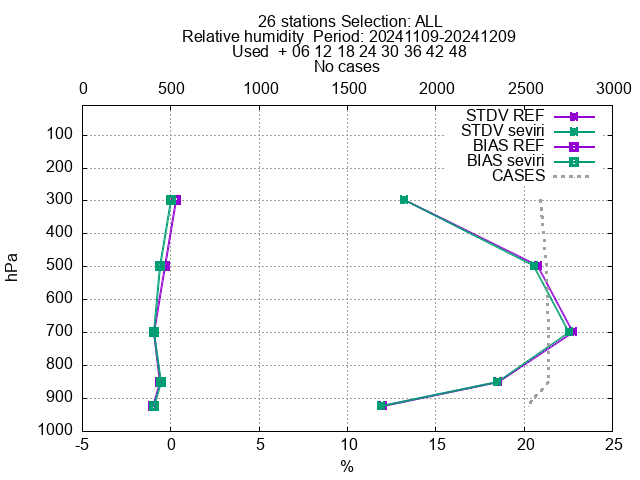 26 stations Selection: ALL
Relative humidity  Period: 20241109-20241209
Used  + 06 12 18 24 30 36 42 48
No cases
0 500 1000 1500 2000 2500 3000
STDV REF
STDV seviri
BIAS REF
BIAS seviri
CASES
100
200
300
400
500
600
700
800
900
1000
hPa
-5 0 5 10 15 20 25
%